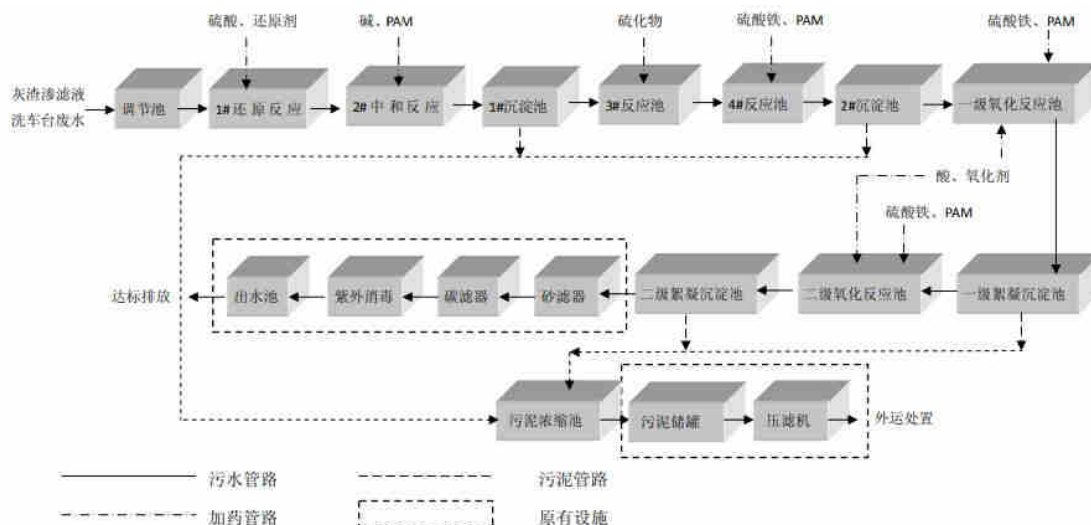 硫酸、还原剂
碱、PAM
硫化物
硫酸铁、PAM
硫酸铁、PAM
灰渣渗滤液
洗车台废水
调节池
1#还原反应
2#中和反应
1#沉淀池
3#反应池
4#反应池
2#沉淀池
一级氧化反应池
酸、氧化剂
硫酸铁、PAM
达标排放
出水池
紫外消毒
碳滤器
砂滤器
二级絮凝沉淀池
二级氧化反应池
一级絮凝沉淀池
污泥浓缩池
污泥储罐
压滤机
外运处置
污水管路
污泥管路
加药管路
原有设施